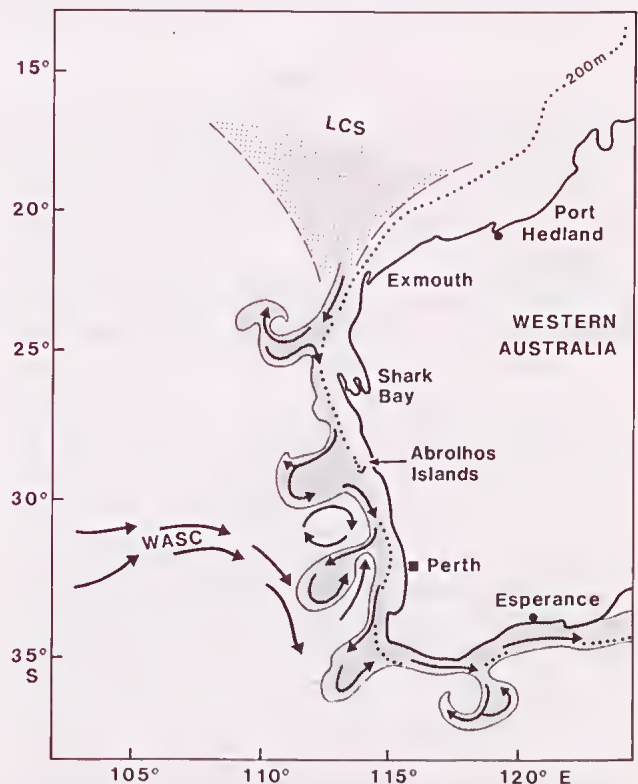 15°
200m
LCS
20°
Port
Hedland
Exmouth
25°
WESTERN
AUSTRALIA
Shark
Bay
Abrolhos
Islands
30°
WASC
Perth
Esperance
35°
S
105°
110°
115°
120° E